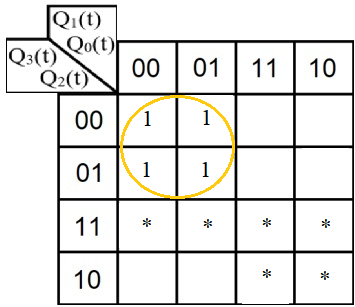 Q₁(t)
Q₀(t)
Q₃(t)
Q₂(t)
00 01 11 10
00 1 1
01 1 1
11 * * * *
10 * *